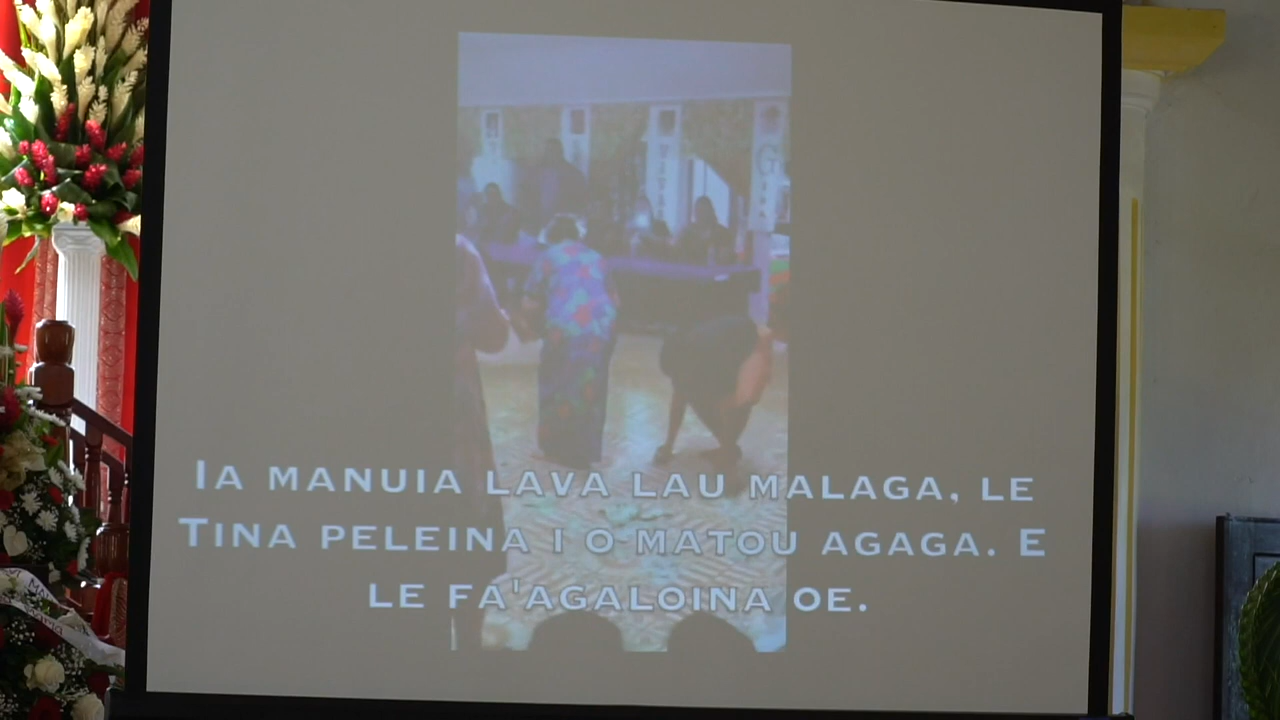 Ia manuia lava lau malaga, le
Tina peleina i o matou agaga. E
le fa'agaloina oe.